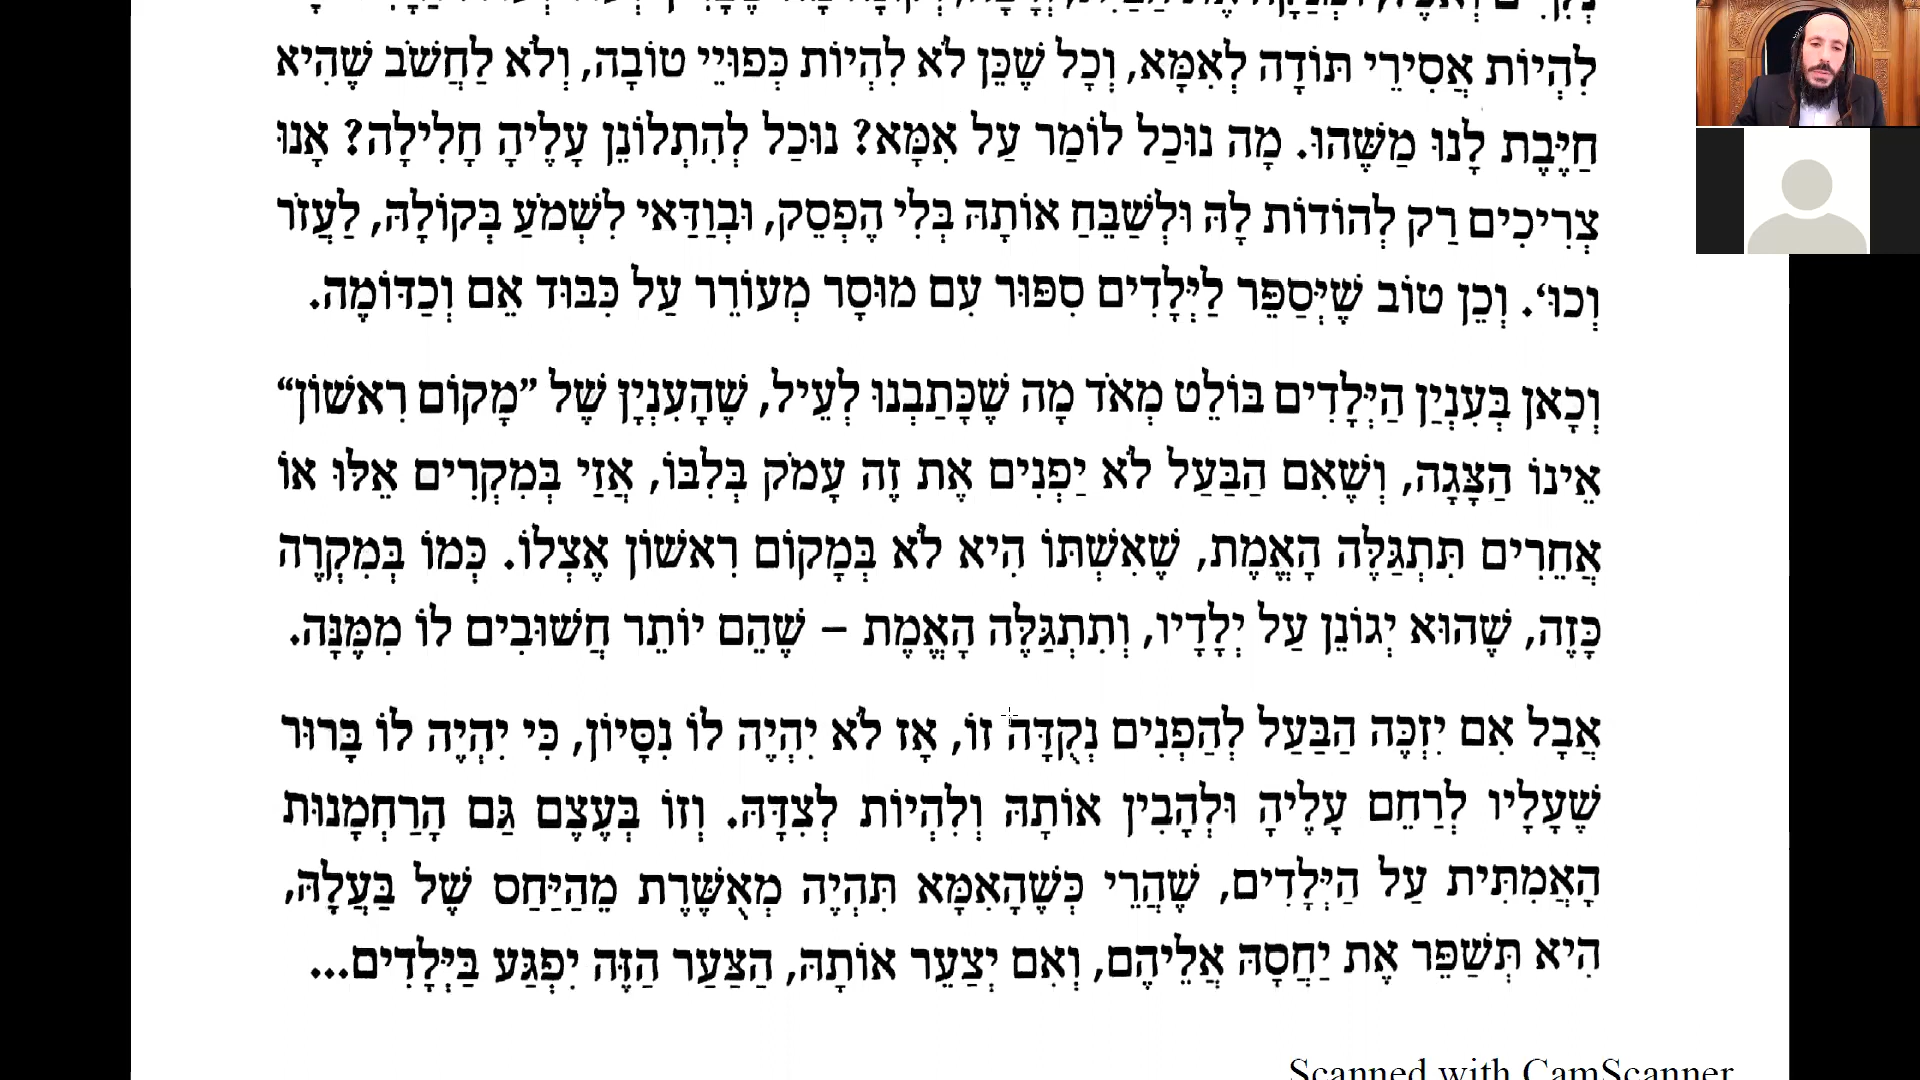 לִהְיוֹת אֲסִירֵי תּוֹדָה לְאִמָּא, וְכָל שֶׁכֵּן לֹא לִהְיוֹת כְּפוּיֵי טוֹבָה, וְלֹא לַחֲשֹׁב שֶׁהִיא
חַיֶּבֶת לָנוּ מַשֶּׁהוּ. מָה נוּכַל לוֹמַר עַל אִמָּא? נוּכַל לְהִתְלוֹנֵן עָלֶיהָ חָלִילָה? אָנוּ
צְרִיכִים רַק לְהוֹדוֹת לָהּ וּלְשַׁבֵּחַ אוֹתָהּ בְּלִי הֶפְסֵק, וּבְוַדַּאי לִשְׁמֹעַ בְּקוֹלָהּ, לַעֲזֹר
וְכוּ'. וְכֵן טוֹב שֶׁיְּסַפֵּר לַיְּלָדִים סִפּוּר עִם מוּסָר מְעוֹרֵר עַל כִּבּוּד אֵם וְכַדּוֹמֶה.
וְכָאן בְּעִנְיַן הַיְּלָדִים בּוֹלֵט מְאֹד מָה שֶׁכָּתַבְנוּ לְעֵיל, שֶׁהָעִנְיָן שֶׁל ״מָקוֹם רִאשׁוֹן״
אֵינוֹ הַצָּגָה, וְשֶׁאִם הַבַּעַל לֹא יַפְנִים אֶת זֶה עָמֹק בְּלִבּוֹ, אֲזַי בְּמִקְרִים אֵלּוּ אוֹ
אֲחֵרִים תִּתְגַּלֶּה הָאֱמֶת, שֶׁאִשְׁתּוֹ הִיא לֹא בְּמָקוֹם רִאשׁוֹן אֶצְלוֹ. כְּמוֹ בְּמִקְרֶה
כָּזֶה, שֶׁהוּא יְגוֹנֵן עַל יְלָדָיו, וְתִתְגַּלֶּה הָאֱמֶת – שֶׁהֵם יוֹתֵר חֲשׁוּבִים לוֹ מִמֶּנָּה.
אֲבָל אִם יִזְכֶּה הַבַּעַל לְהַפְנִים נְקֻדָּה זוֹ, אָז לֹא יִהְיֶה לוֹ נִסָּיוֹן, כִּי יִהְיֶה לוֹ בָּרוּר
שֶׁעָלָיו לְרַחֵם עָלֶיהָ וּלְהָבִין אוֹתָהּ וְלִהְיוֹת לְצִדָּהּ. וְזוֹ בְּעֶצֶם גַּם הָרַחְמָנוּת
הָאֲמִתִּית עַל הַיְּלָדִים, שֶׁהֲרֵי כְּשֶׁהָאִמָּא תִּהְיֶה מְאֻשֶּׁרֶת מֵהַיַּחַס שֶׁל בַּעֲלָהּ,
הִיא תְּשַׁפֵּר אֶת יַחֲסָהּ אֲלֵיהֶם, וְאִם יְצַעֵר אוֹתָהּ, הַצַּעַר הַזֶּה יִפְגַּע בַּיְּלָדִים...
Scanned with CamScanner